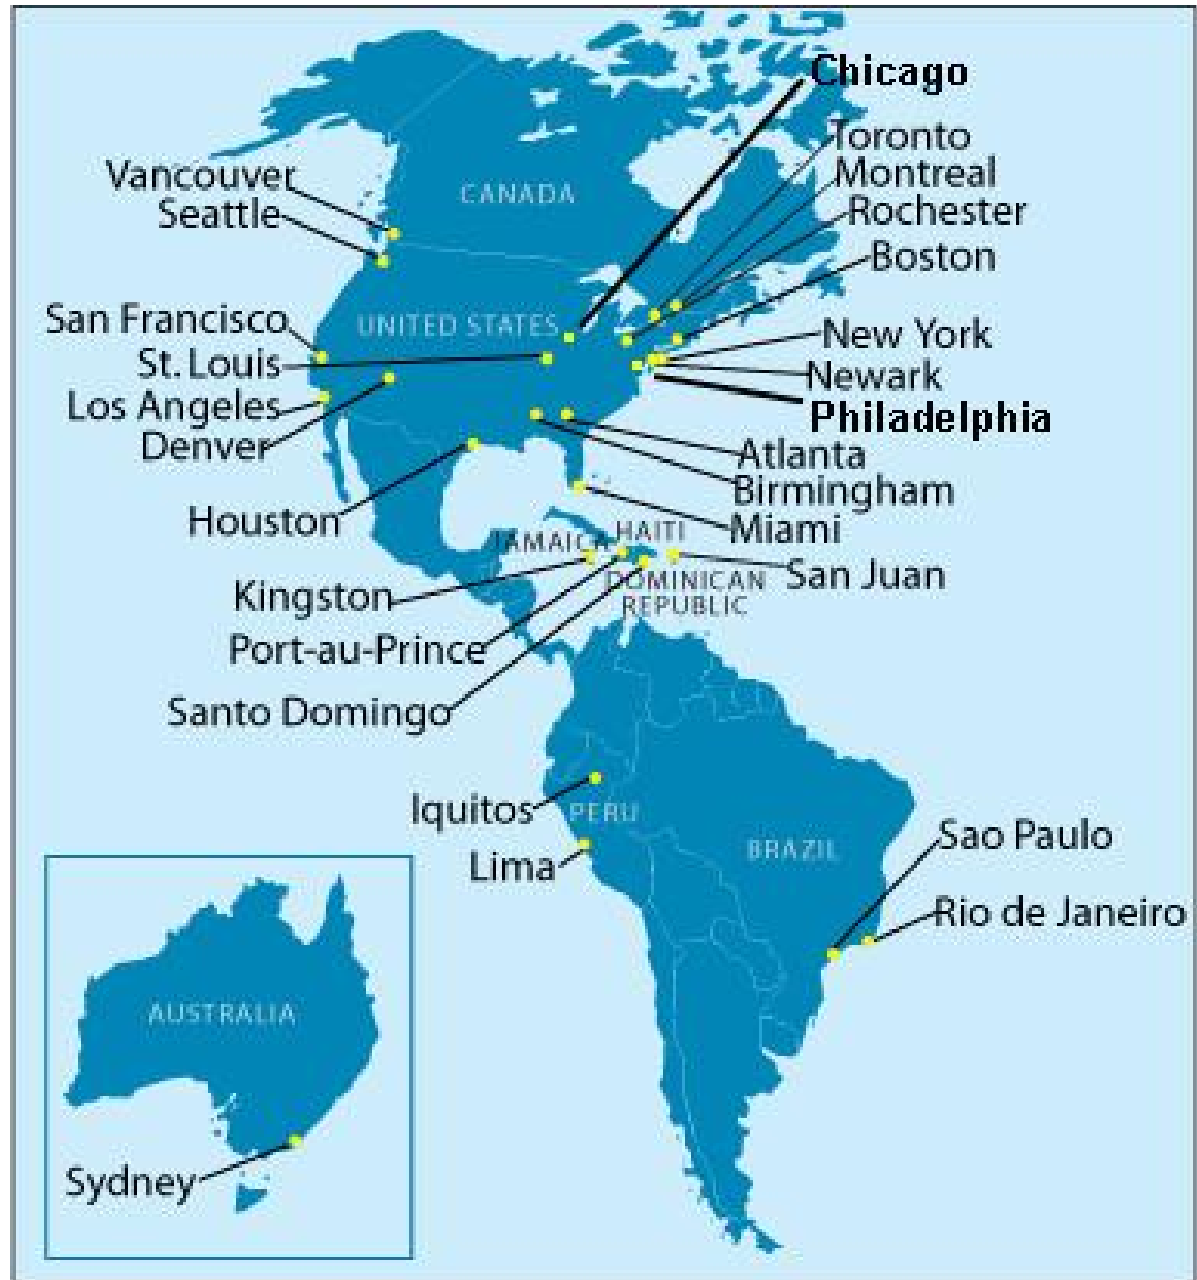 Chicago
Toronto
Vancouver
Montreal
CANADA
Seattle
Rochester
Boston
San Francisco
UNITED STATES
New York
St. Louis
Newark
Los Angeles
Philadelphia
Denver
Atlanta
Birmingham
Houston
Miami
JAMAICA
HAITI
San Juan
DOMINICAN
REPUBLIC
Kingston
Port-au-Prince
Santo Domingo
Iquitos
PERU
Sao Paulo
BRAZIL
Lima
Rio de Janeiro
AUSTRALIA
Sydney